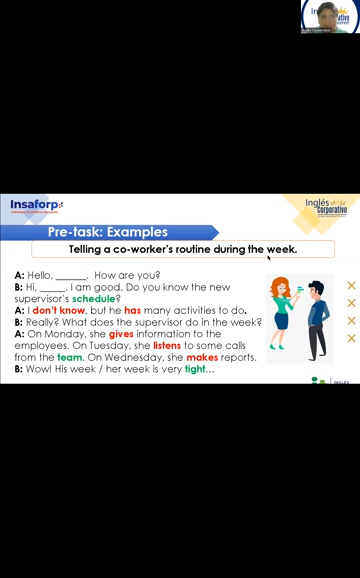 Insaforp
Inglés
Corporativo
Pre-task: Examples
Telling a co-worker's routine during the week.
A: Hello, ______. How are you?
B: Hi, _____, I am good. Do you know the new
supervisor's schedule?
A: I don't know, but he has many activities to do.
B: Really? What does the supervisor do in the week?
A: On Monday, she gives information to the
employees. On Tuesday, she listens to some calls
from the team. On Wednesday, she makes reports.
B: Wow! His week / her week is very tight...